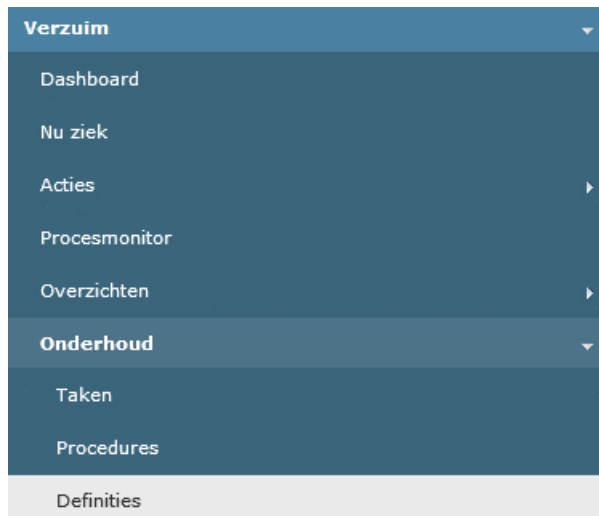 Verzuim
Dashboard
Nu ziek
Acties
Procesmonitor
Overzichten
Onderhoud
Taken
Procedures
Definities